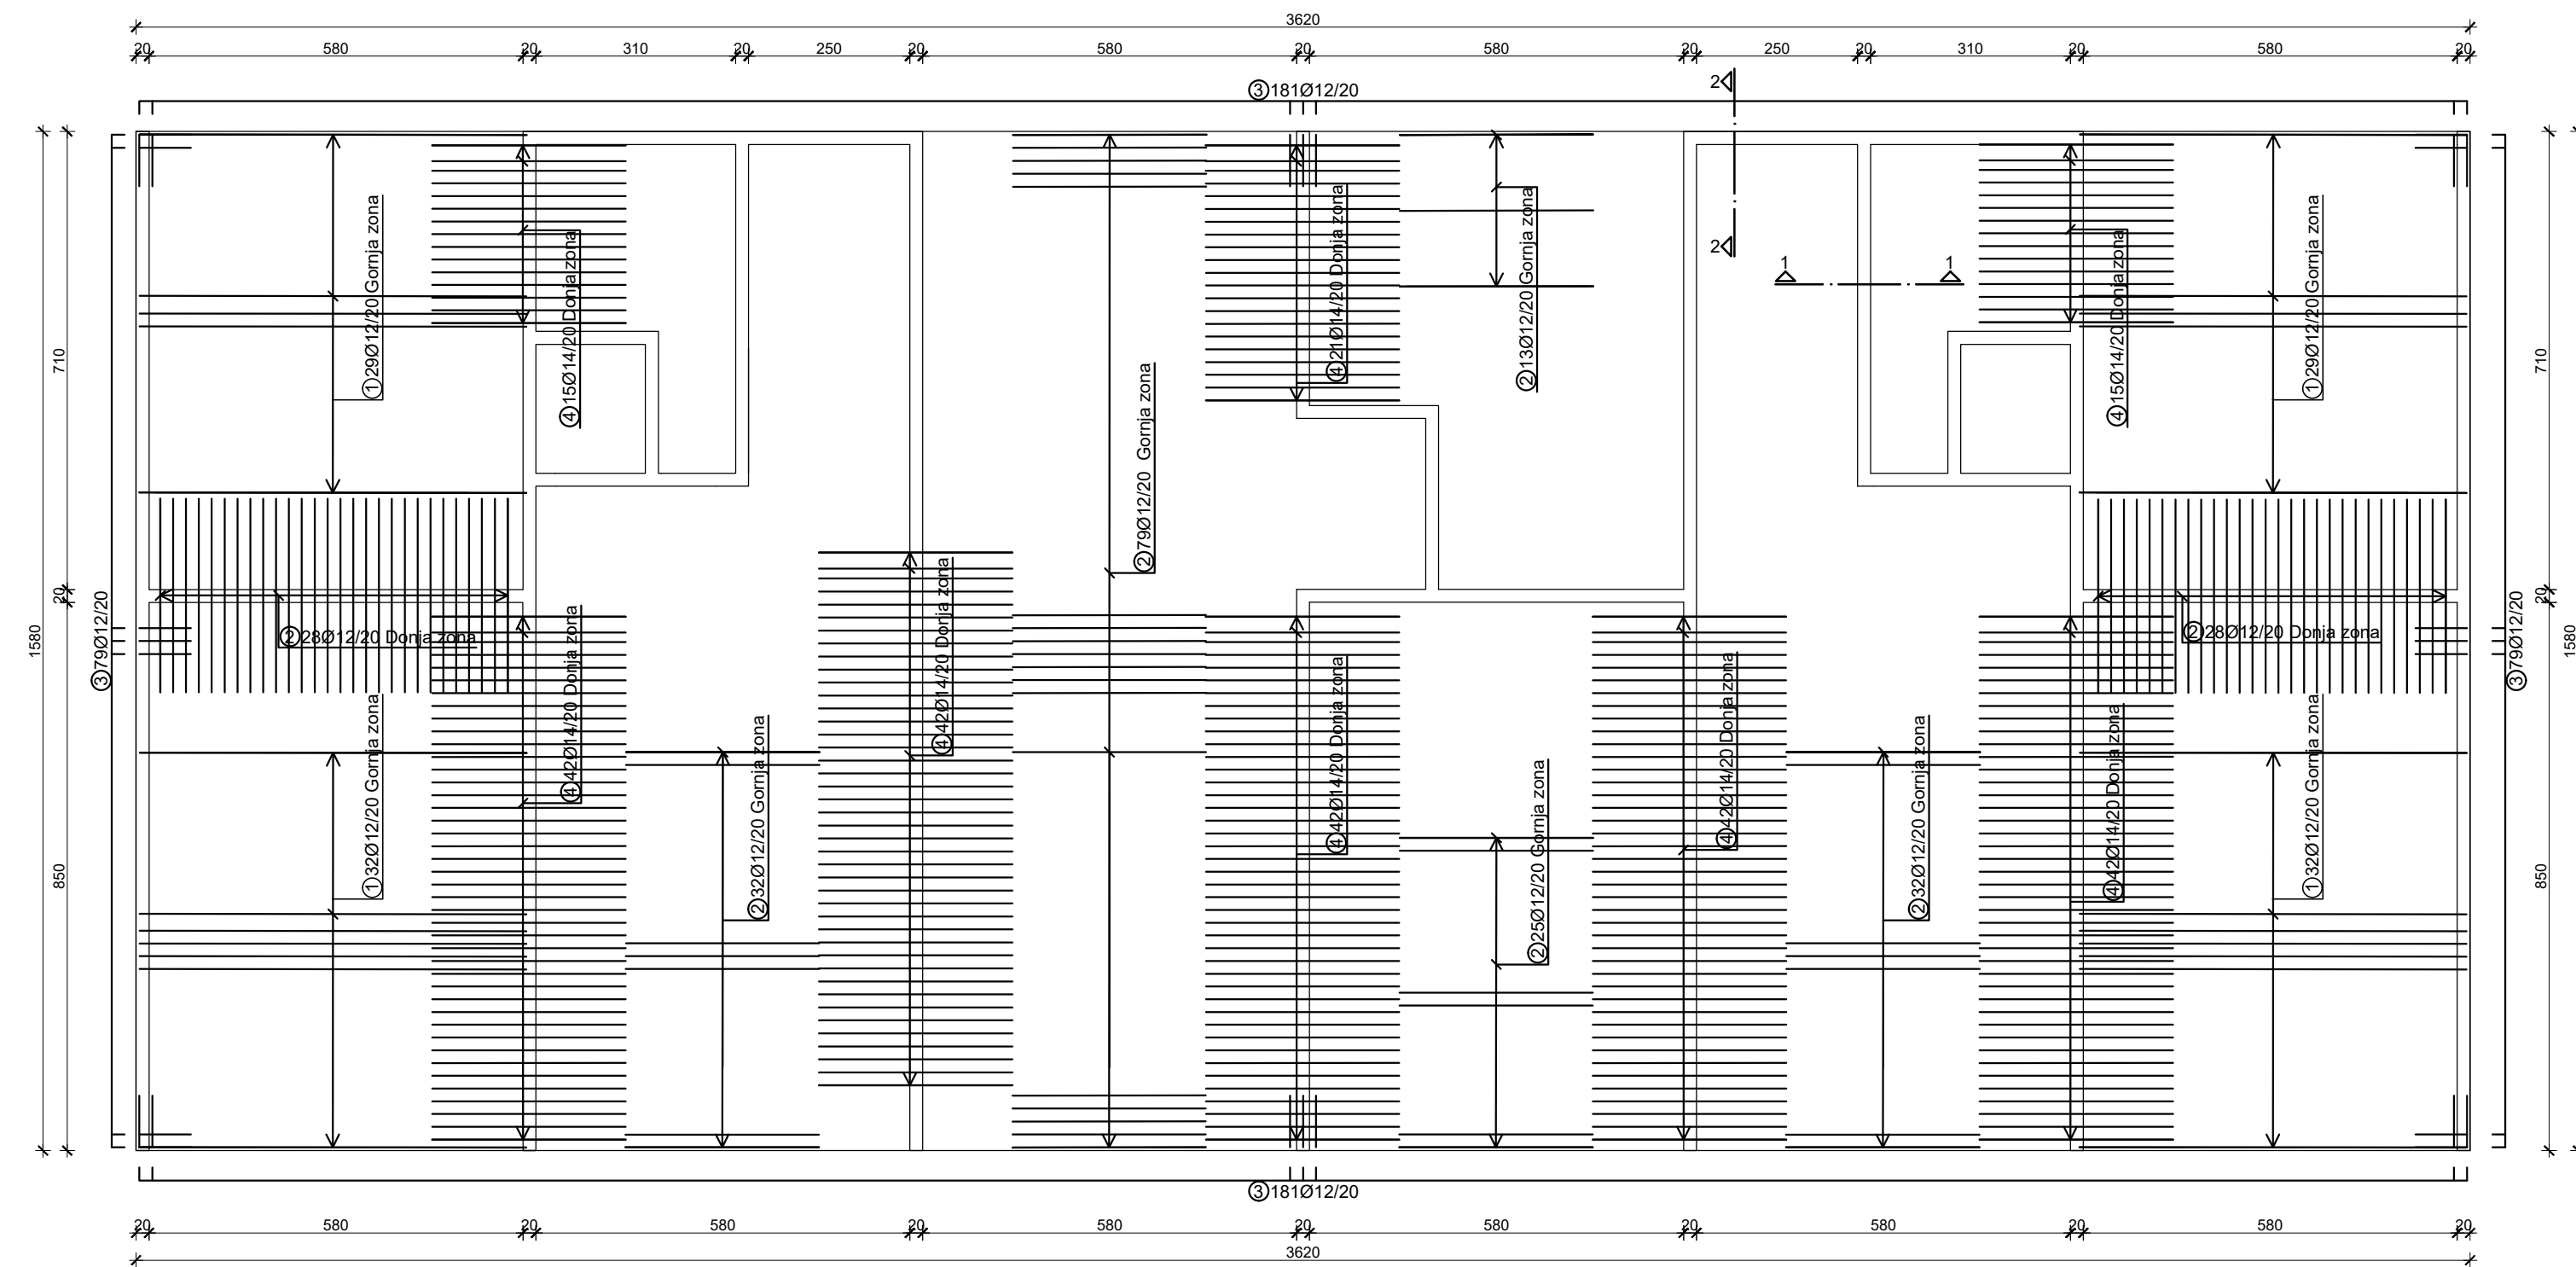 3620
20 580 20 310 20 250 20 580 20 580 20 250 20 310 20 580 20
③181Ø12/20
2
2
1 1
①29Ø12/20 Gornja zona
④15Ø14/20 Donja zona
②79Ø12/20 Gornja zona
④21Ø14/20 Donja zona
②13Ø12/20 Gornja zona
④15Ø14/20 Donja zona
①29Ø12/20 Gornja zona
710
20
850
1580
③79Ø12/20
②28Ø12/20 Donja zona
①32Ø12/20 Gornja zona
④42Ø14/20 Donja zona
②32Ø12/20 Gornja zona
④42Ø14/20 Donja zona
④42Ø14/20 Donja zona
②25Ø12/20 Gornja zona
④42Ø14/20 Donja zona
②32Ø12/20 Gornja zona
④42Ø14/20 Donja zona
②28Ø12/20 Donja zona
①32Ø12/20 Gornja zona
③79Ø12/20
710
20
850
1580
③181Ø12/20
20 580 20 580 20 580 20 580 20 580 20 580 20
3620